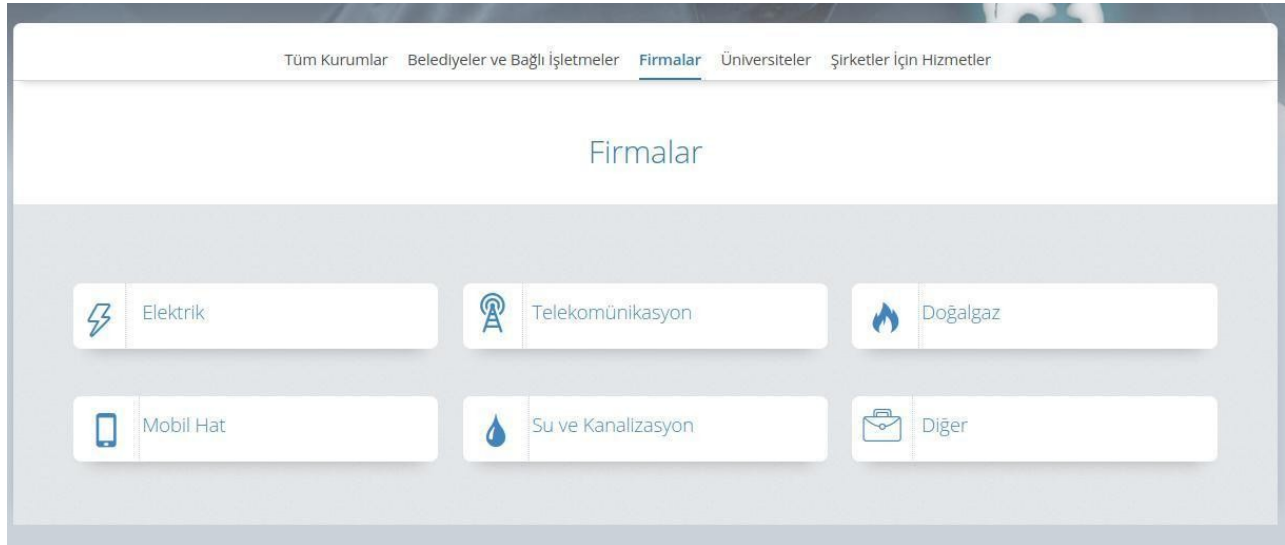 Tüm Kurumlar Belediyeler ve Bağlı İşletmeler Firmalar Üniversiteler Şirketler İçin Hizmetler
Firmalar
Elektrik Telekomünikasyon Doğalgaz
Mobil Hat Su ve Kanalizasyon Diğer